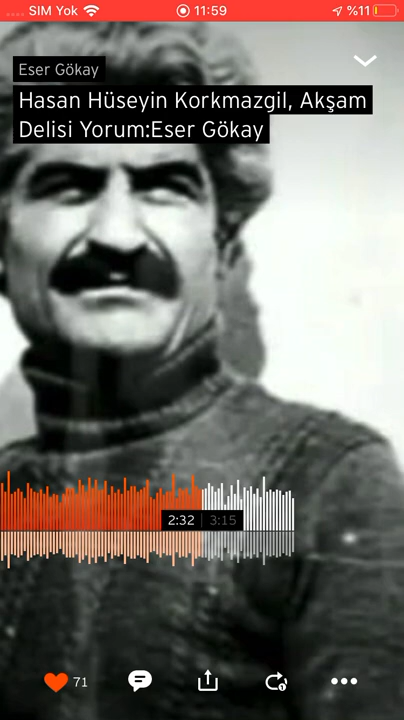 SIM Yok 11:59 %11
Eser Gökay
Hasan Hüseyin Korkmazgil, Akşam
Delisi Yorum:Eser Gökay
2:32 | 3:15
71
1